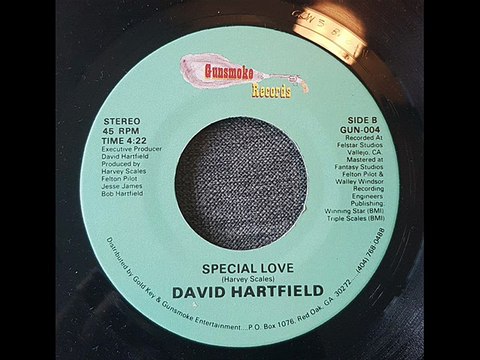 Gunsmoke
Records
STEREO
45 RPM
TIME 4:22
Executive Producer
David Hartfield
Produced by
Harvey Scales
Felton Pilot
Jesse James
Bob Hartfield
SIDE B
GUN-004
Recorded At
Felstar Studios
Vallejo, CA.
Mastered at
Fantasy Studios
Felton Pilot &
Walley Windsor
Recording
Engineers
Publishing.
Winning Star (BMI)
Triple Scales (BMI)
SPECIAL LOVE
(Harvey Scales)
DAVID HARTFIELD
Distributed by Gold Key & Gunsmoke Entertainment...P.O. Box 1076, Red Oak, GA. 30272 / (404) 768-0488